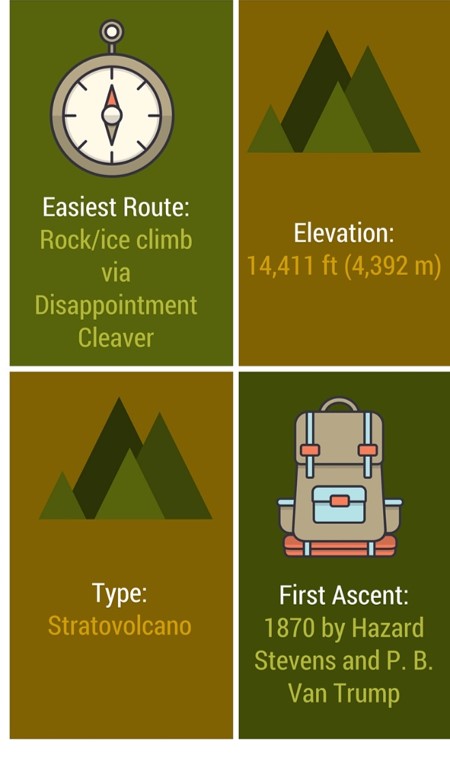 Easiest Route:
Rock/ice climb
via
Disappointment
Cleaver
Elevation:
14,411 ft (4,392 m)
Type:
Stratovolcano
First Ascent:
1870 by Hazard
Stevens and P. B.
Van Trump